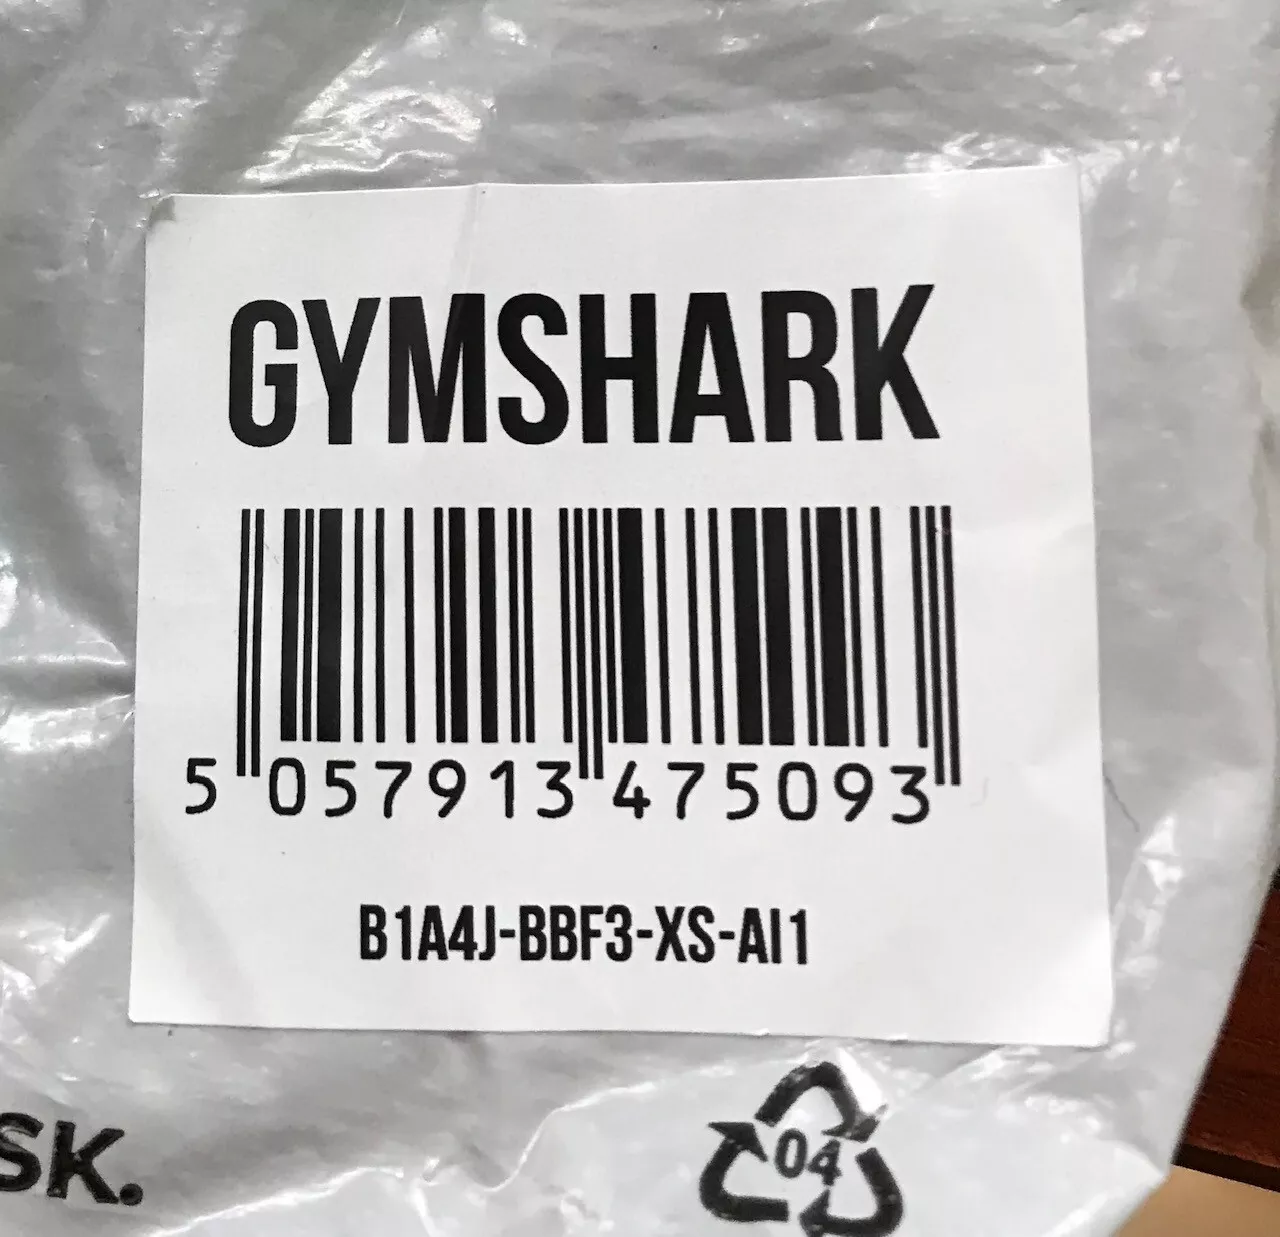 GYMSHARK
5 057913 475093
B1A4J-BBF3-XS-AI1
SK.
04